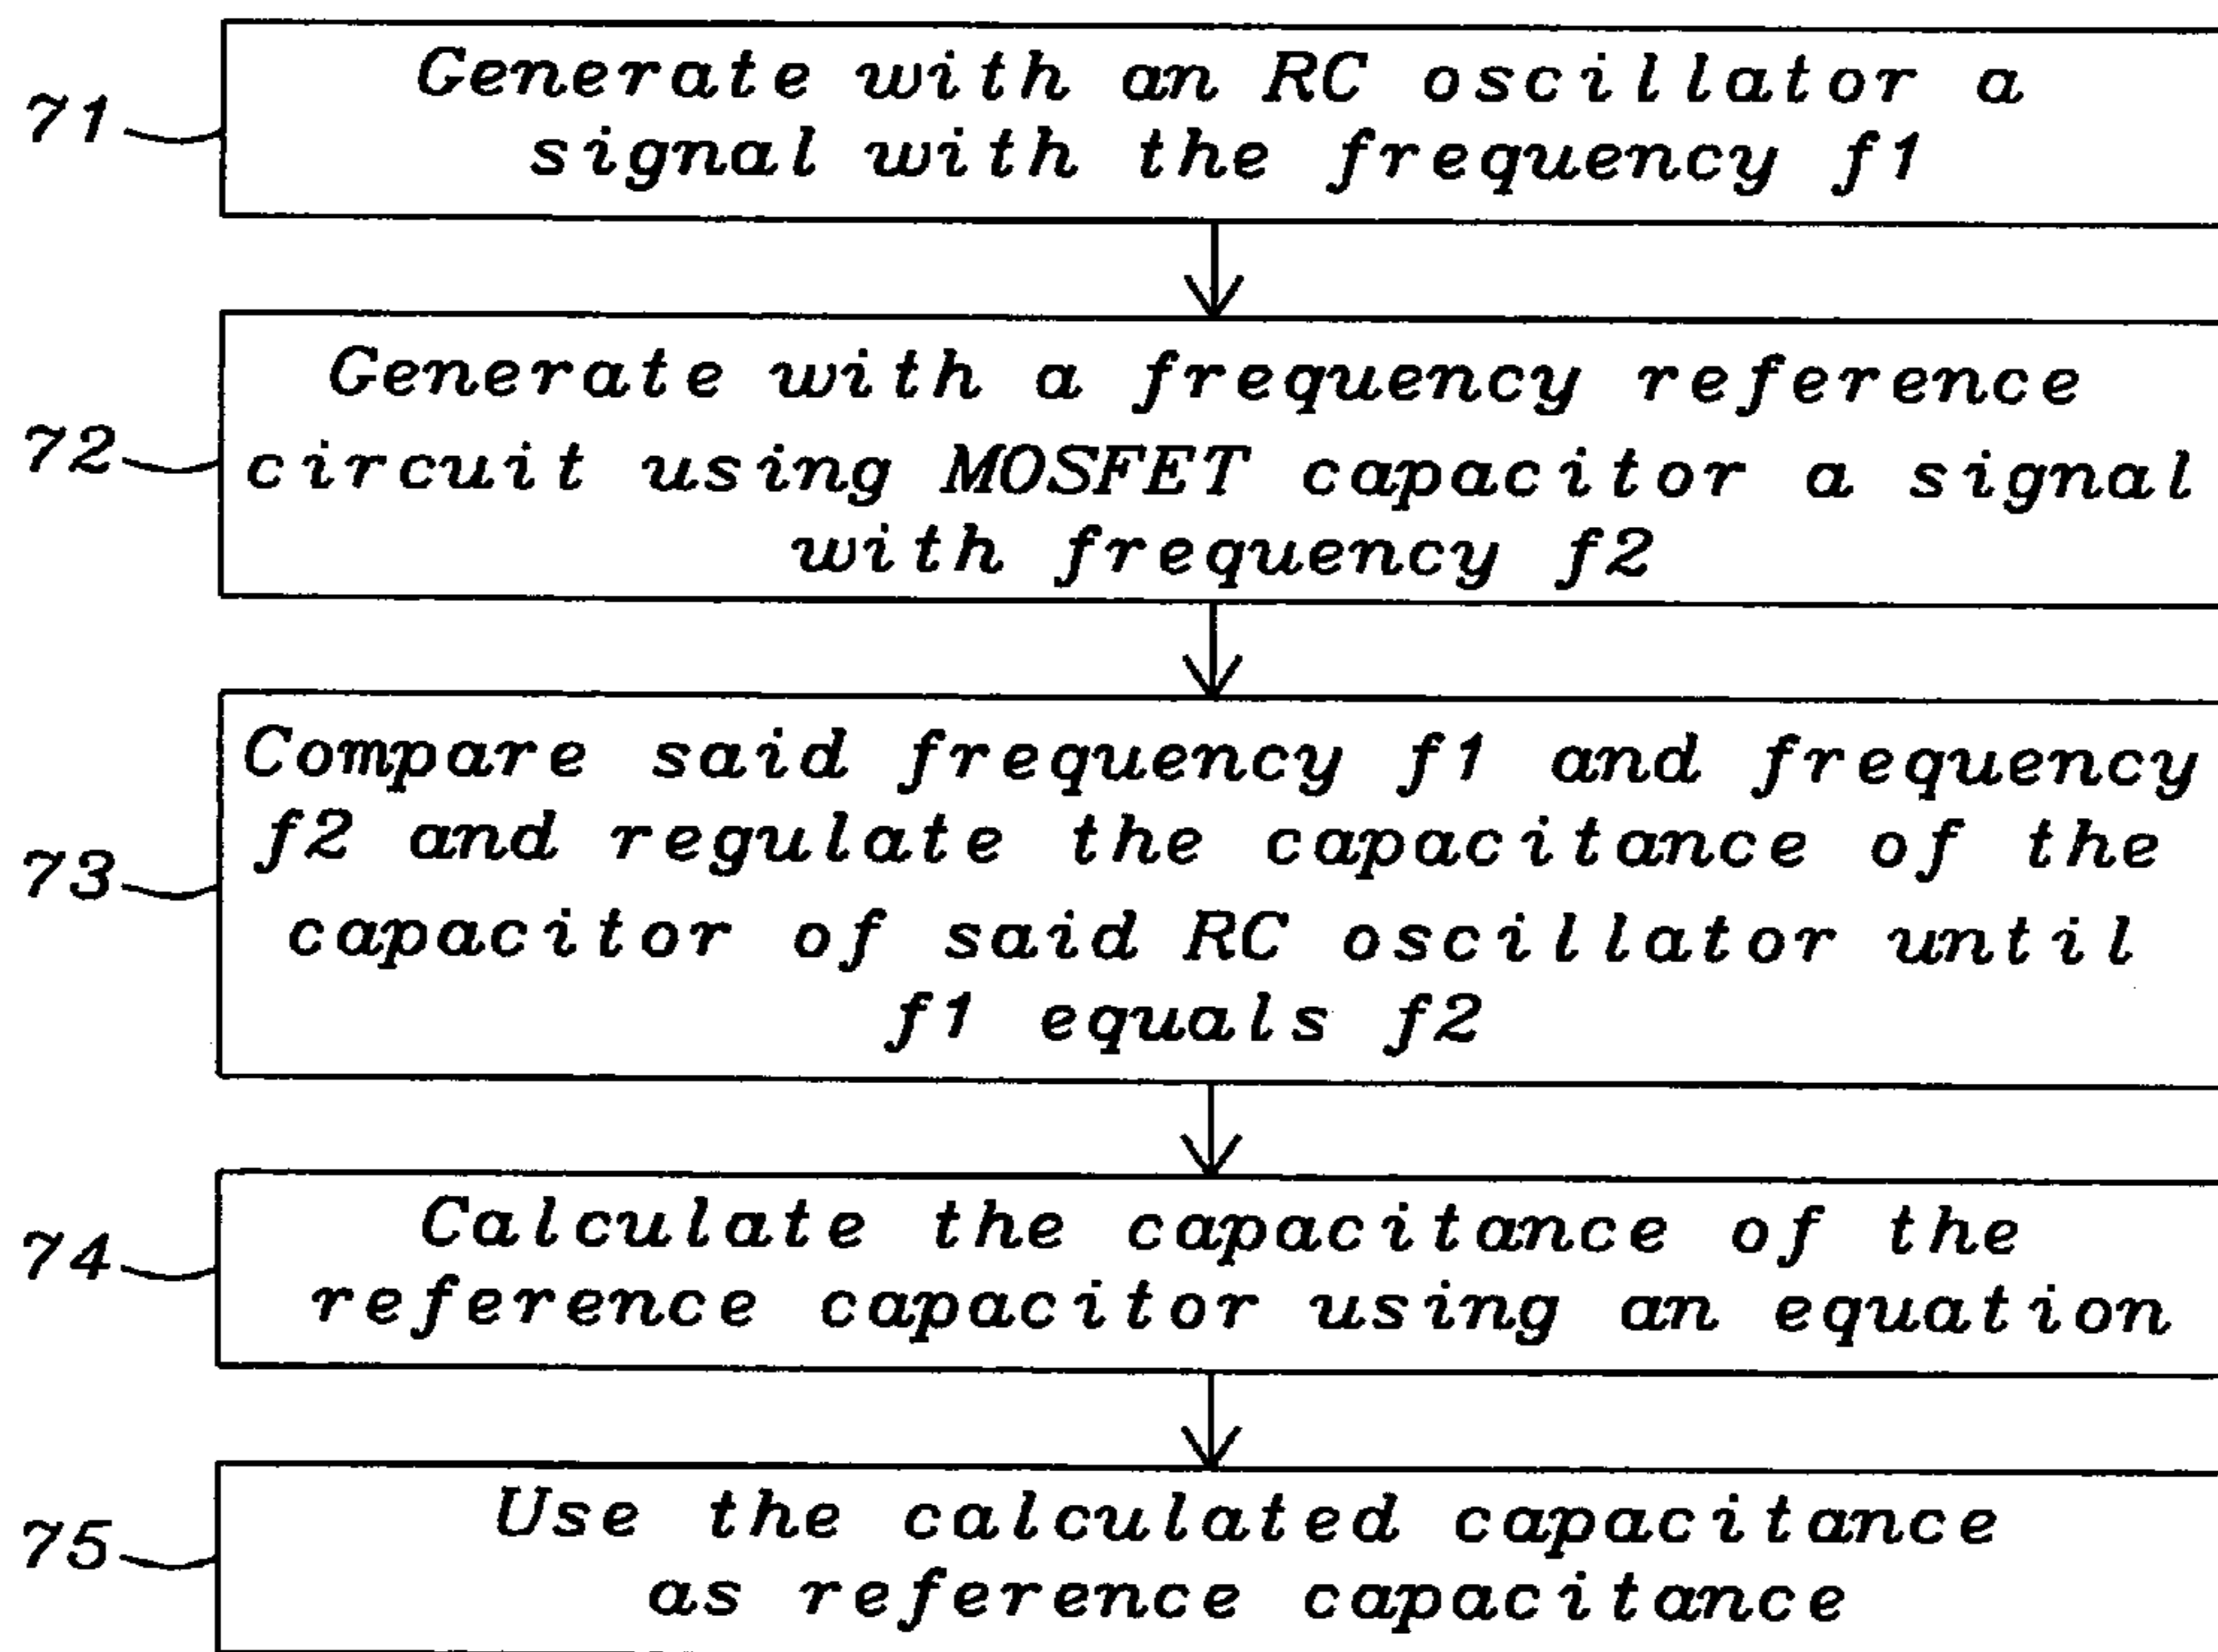 71
Generate with an RC oscillator a
signal with the frequency f1
72
Generate with a frequency reference
circuit using MOSFET capacitor a signal
with frequency f2
73
Compare said frequency f1 and frequency
f2 and regulate the capacitance of the
capacitor of said RC oscillator until
f1 equals f2
74
Calculate the capacitance of the
reference capacitor using an equation
75
Use the calculated capacitance
as reference capacitance